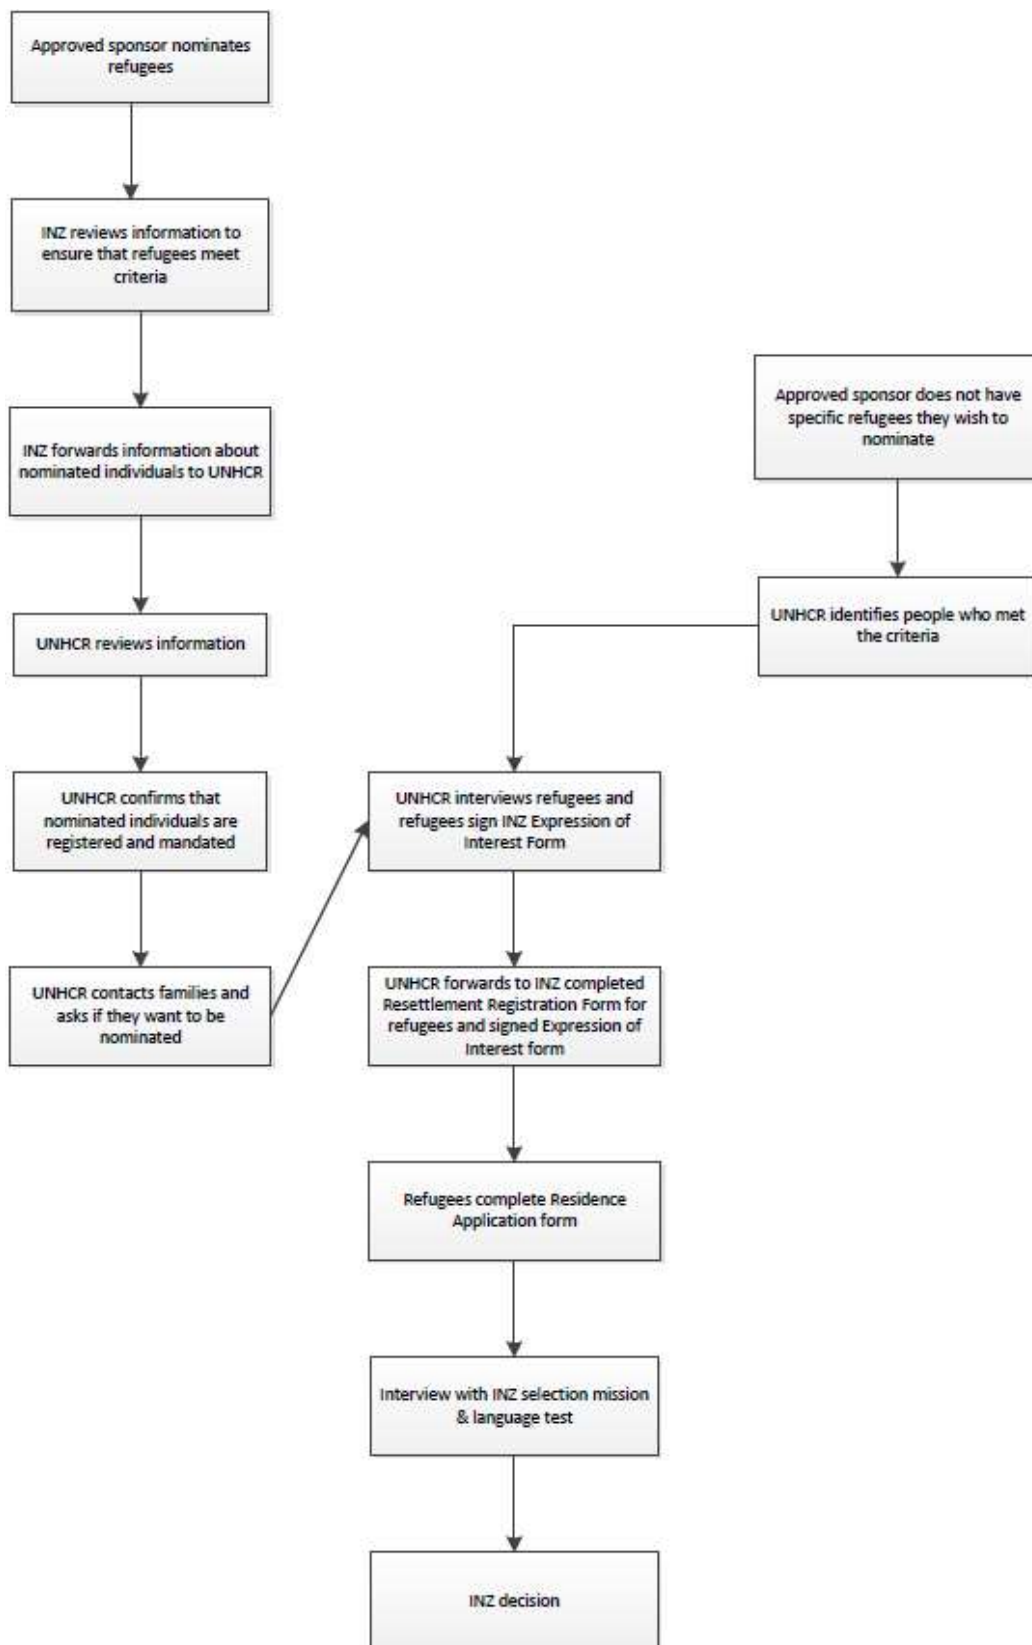 Approved sponsor nominates
refugees
INZ reviews information to
ensure that refugees meet
criteria
INZ forwards information about
nominated individuals to UNHCR
UNHCR reviews information
UNHCR confirms that
nominated individuals are
registered and mandated
UNHCR contacts families and
asks if they want to be
nominated
Approved sponsor does not have
specific refugees they wish to
nominate
UNHCR identifies people who met
the criteria
UNHCR interviews refugees and
refugees sign INZ Expression of
Interest Form
UNHCR forwards to INZ completed
Resettlement Registration Form for
refugees and signed Expression of
Interest form
Refugees complete Residence
Application form
Interview with INZ selection mission
& language test
INZ decision